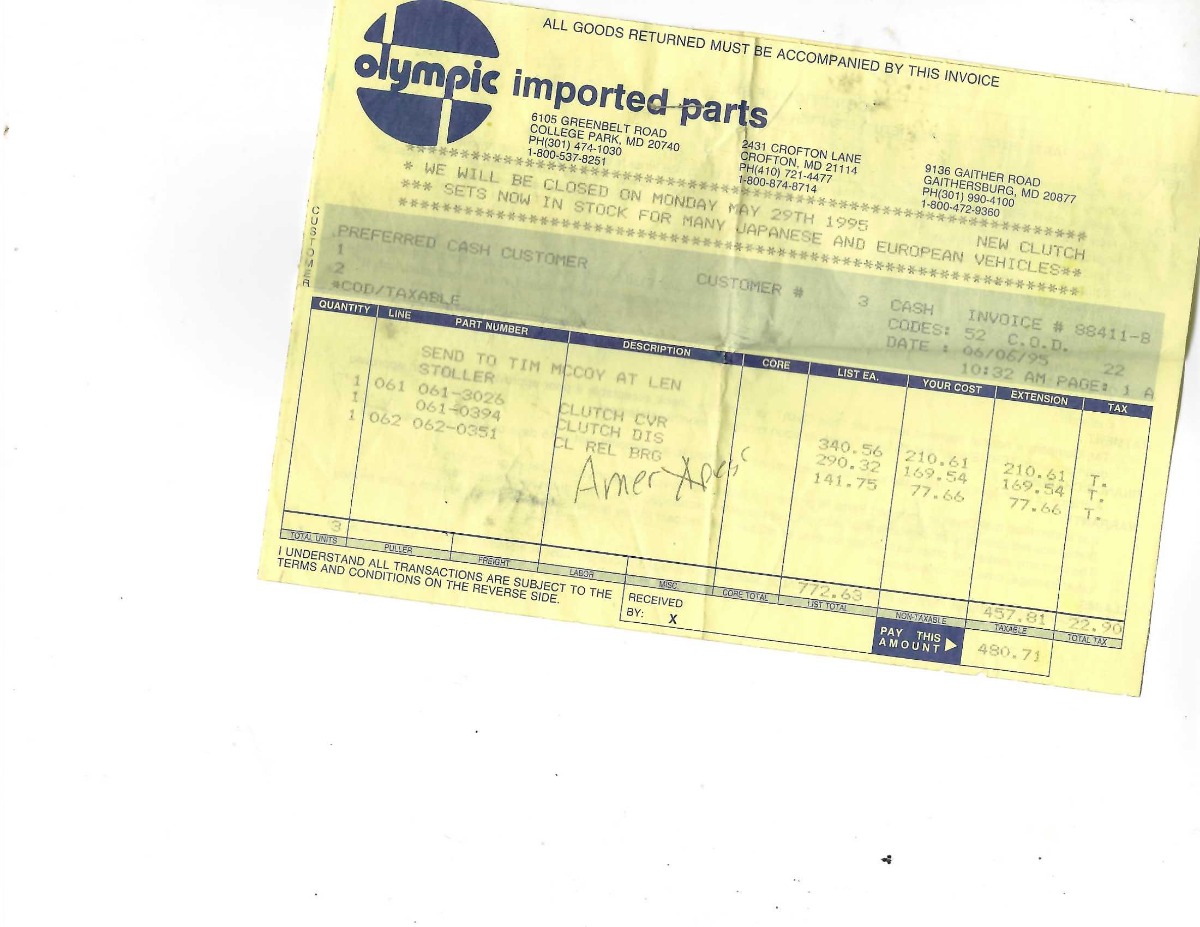 ALL GOODS RETURNED MUST BE ACCOMPANIED BY THIS INVOICE
olympic imported parts
6105 GREENBELT ROAD
COLLEGE PARK, MD 20740
PH(301) 474-1030
1-800-537-8251
2431 CROFTON LANE
CROFTON, MD 21114
PH(410) 721-4477
1-800-874-8714
9136 GAITHER ROAD
GAITHERSBURG, MD 20877
PH(301) 990-4100
1-800-472-9360
* WE WILL BE CLOSED ON MONDAY MAY 29TH 1995 NEW CLUTCH
*** SETS NOW IN STOCK FOR MANY JAPANESE AND EUROPEAN VEHICLES**
CUSTOMER
PREFERRED CASH CUSTOMER CUSTOMER # 3 CASH INVOICE # 88411-B
1 CODES: 52 C.O.D.
2 DATE : 06/06/95 22
*COD/TAXABLE 10:32 AM PAGE: 1 A
QUANTITY LINE PART NUMBER DESCRIPTION CORE LIST EA. YOUR COST EXTENSION TAX
SEND TO TIM MCCOY AT LEN
STOLLER
1 061 061-3026 CLUTCH CVR 340.56 210.61 210.61 T.
1 061-0394 CLUTCH DIS 290.32 169.54 169.54 T.
1 062 062-0351 CL REL BRG 141.75 77.66 77.66 T.
Amer
3 772.63 457.81 22.90
TOTAL UNITS PULLER FREIGHT LABOR MISC CORE TOTAL LIST TOTAL NON-TAXABLE TAXABLE TOTAL TAX
I UNDERSTAND ALL TRANSACTIONS ARE SUBJECT TO THE
TERMS AND CONDITIONS ON THE REVERSE SIDE.
RECEIVED
BY: X
PAY THIS
AMOUNT 480.71